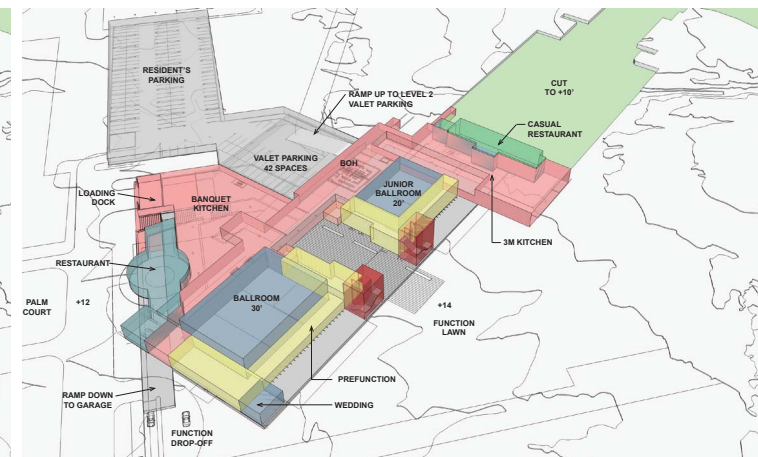 RESIDENT'S
PARKING
RAMP UP TO LEVEL 2
VALET PARKING
CUT
TO +10'
CASUAL
RESTAURANT
VALET PARKING
42 SPACES
BOH
JUNIOR
BALLROOM
20'
LOADING
DOCK
BANQUET
KITCHEN
3M KITCHEN
RESTAURANT
PALM
COURT
+12
BALLROOM
30'
+14
FUNCTION
LAWN
PREFUNCTION
RAMP DOWN
TO GARAGE
WEDDING
FUNCTION
DROP-OFF